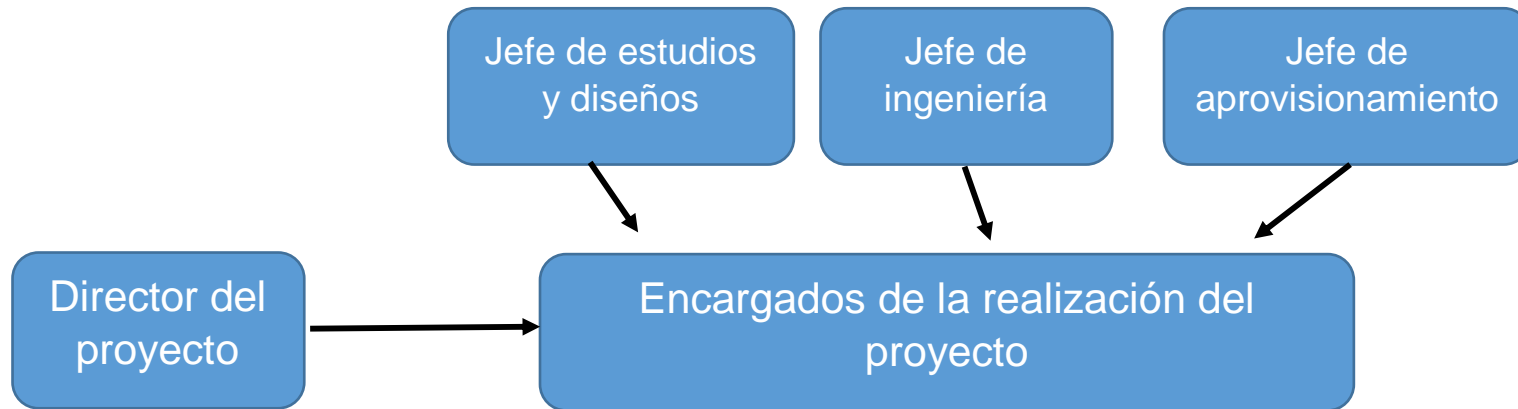 Jefe de estudios
y diseños
Jefe de
ingeniería
Jefe de
aprovisionamiento
Director del
proyecto
Encargados de la realización del
proyecto